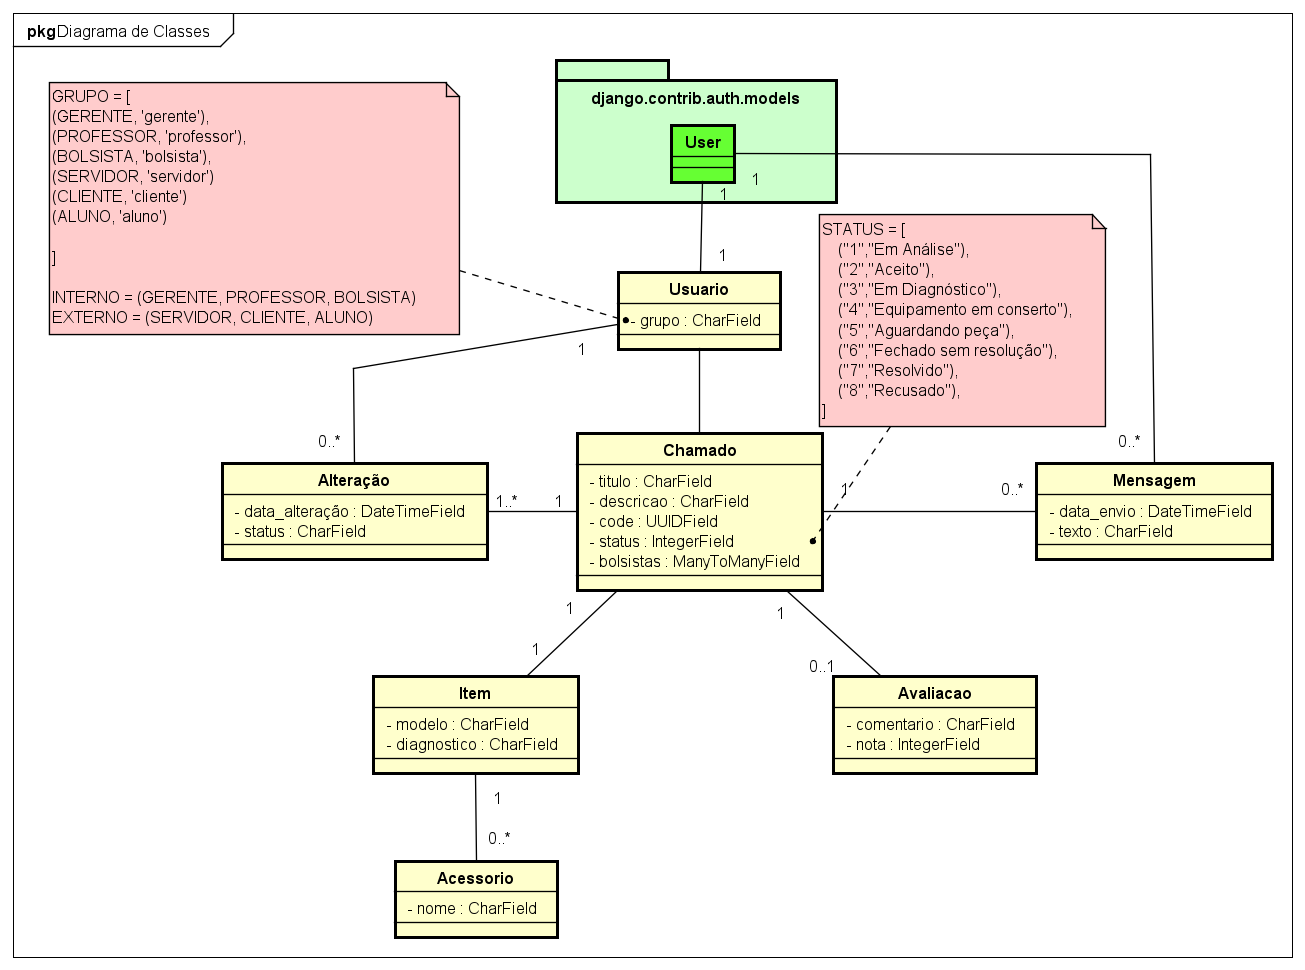 pkg Diagrama de Classes
GRUPO = [
(GERENTE, 'gerente'),
(PROFESSOR, 'professor'),
(BOLSISTA, 'bolsista'),
(SERVIDOR, 'servidor')
(CLIENTE, 'cliente')
(ALUNO, 'aluno')
]
INTERNO = (GERENTE, PROFESSOR, BOLSISTA)
EXTERNO = (SERVIDOR, CLIENTE, ALUNO)
django.contrib.auth.models
User
1
1
1
Usuario
- grupo : CharField
1
STATUS = [
("1","Em Análise"),
("2","Aceito"),
("3","Em Diagnóstico"),
("4","Equipamento em conserto"),
("5","Aguardando peça"),
("6","Fechado sem resolução"),
("7","Resolvido"),
("8","Recusado"),
]
0..*
0..*
Alteração
- data_alteração : DateTimeField
- status : CharField
1..*
1
Chamado
- titulo : CharField
- descricao : CharField
- code : UUIDField
- status : IntegerField
- bolsistas : ManyToManyField
1
0..*
Mensagem
- data_envio : DateTimeField
- texto : CharField
1
1
1
0..1
Item
- modelo : CharField
- diagnostico : CharField
Avaliacao
- comentario : CharField
- nota : IntegerField
1
0..*
Acessorio
- nome : CharField